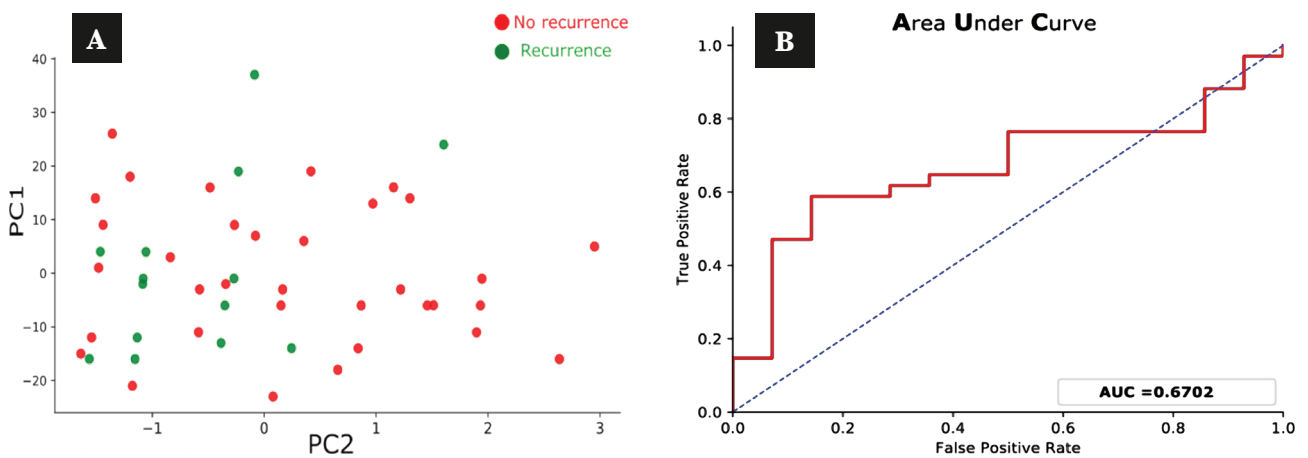 A
No recurrence
Recurrence
PC1
40
30
20
10
0
−10
−20
−1
0
1
2
3
PC2
B
Area Under Curve
True Positive Rate
1.0
0.8
0.6
0.4
0.2
0.0
AUC =0.6702
0.0
0.2
0.4
0.6
0.8
1.0
False Positive Rate